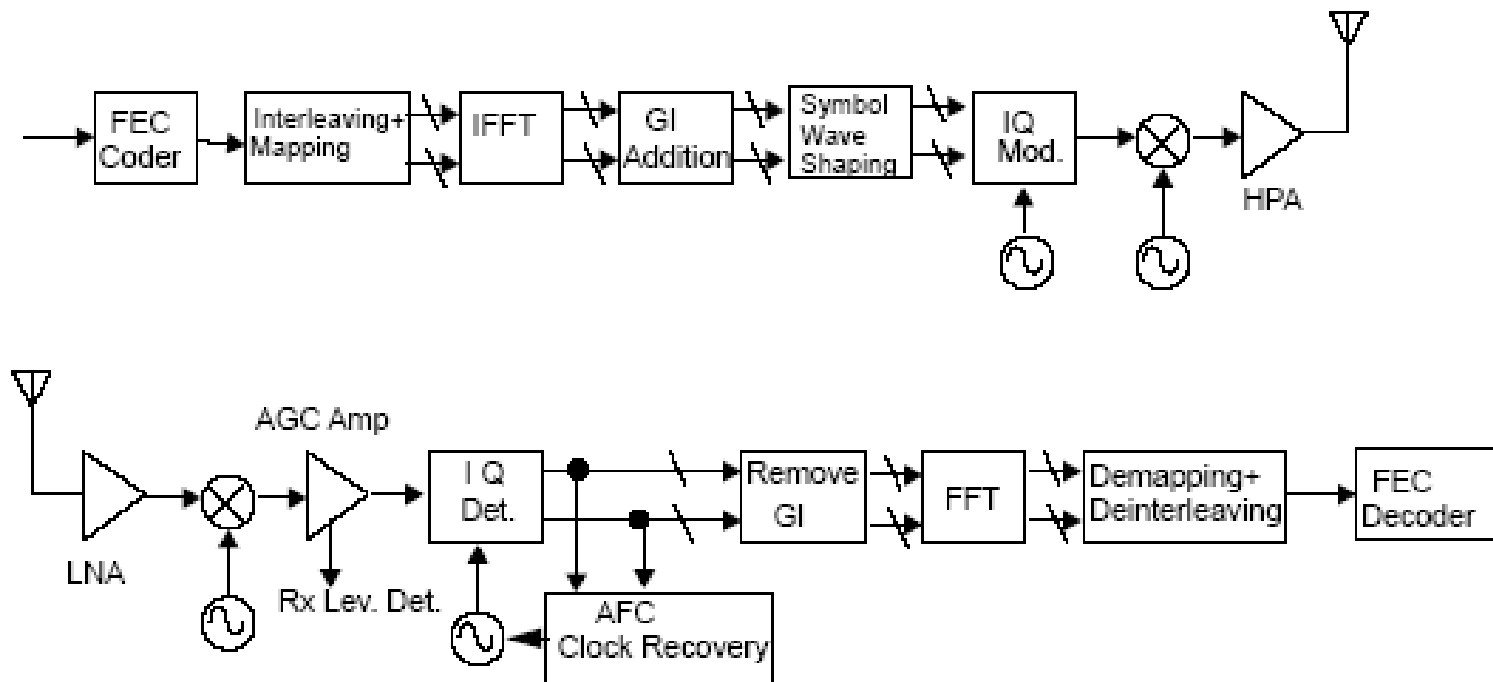 FEC
Coder
Interleaving+
Mapping
IFFT
GI
Addition
Symbol
Wave
Shaping
IQ
Mod.
HPA
LNA
AGC Amp
Rx Lev. Det.
I Q
Det.
AFC
Clock Recovery
Remove
GI
FFT
Demapping+
Deinterleaving
FEC
Decoder